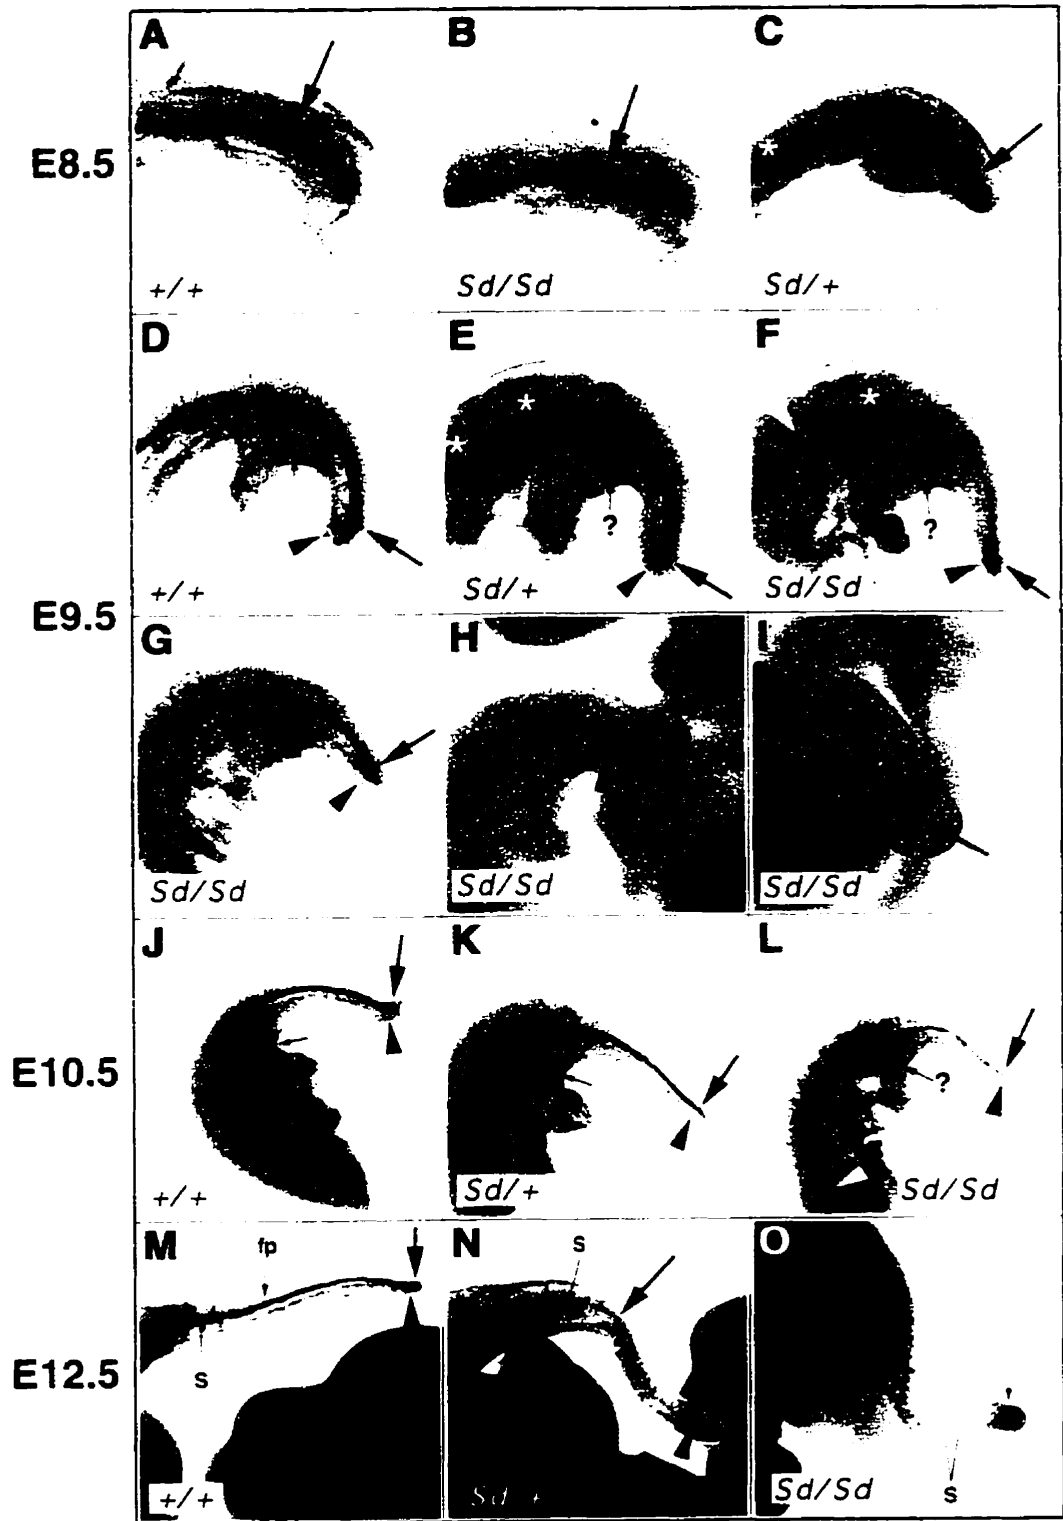 A B C
E8.5
+/+ Sd/Sd Sd/+
D E F
? ?
+/+ Sd/+ Sd/Sd
E9.5
G H I
Sd/Sd Sd/Sd Sd/Sd
J K L
E10.5
?
+/+ Sd/+ Sd/Sd
M fp N s O
E12.5
s
+/+ Sd/+ Sd/Sd s